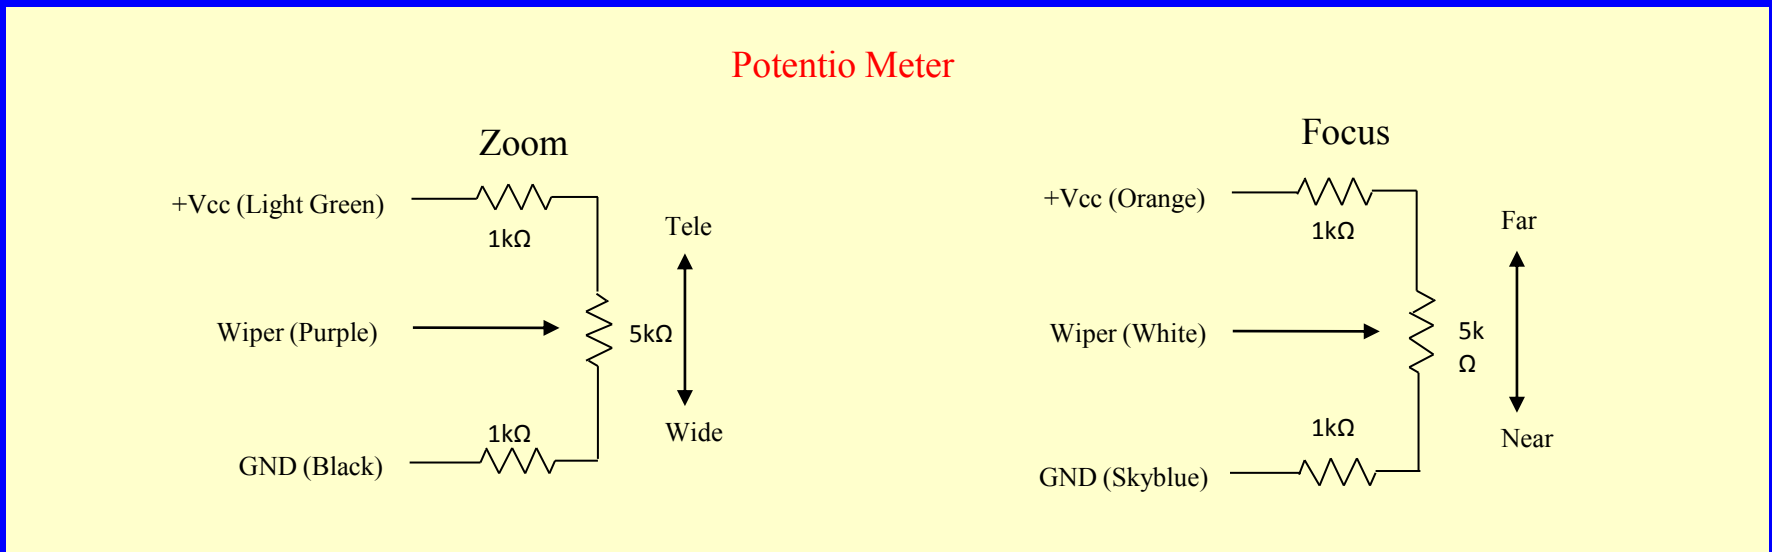 Potentio Meter
Zoom
+Vcc (Light Green)
1kΩ
Tele
Wiper (Purple)
5kΩ
1kΩ
Wide
GND (Black)
Focus
+Vcc (Orange)
1kΩ
Far
Wiper (White)
5k
Ω
1kΩ
Near
GND (Skyblue)